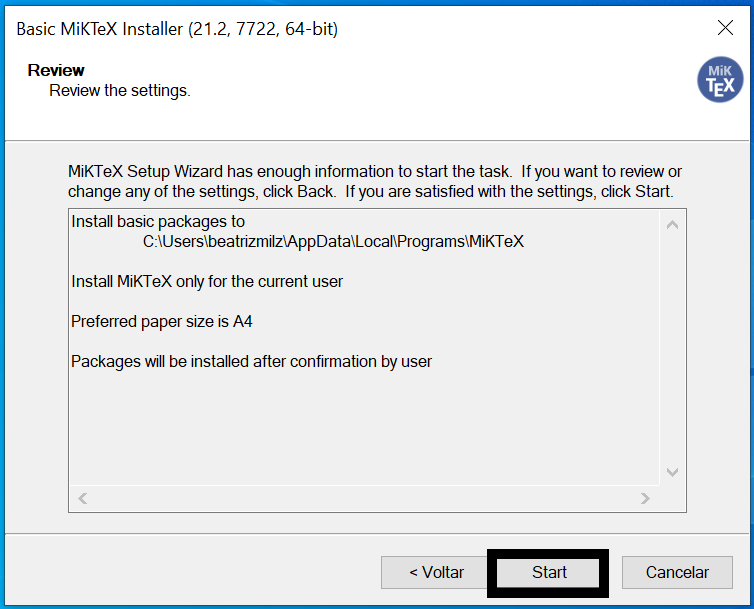 Basic MiKTeX Installer (21.2, 7722, 64-bit)
Review
Review the settings.
MiK
TEX
MiKTeX Setup Wizard has enough information to start the task. If you want to review or
change any of the settings, click Back. If you are satisfied with the settings, click Start.
Install basic packages to
C:\Users\beatrizmilz\AppData\Local\Programs\MiKTeX
Install MiKTeX only for the current user
Preferred paper size is A4
Packages will be installed after confirmation by user
< Voltar
Start
Cancelar